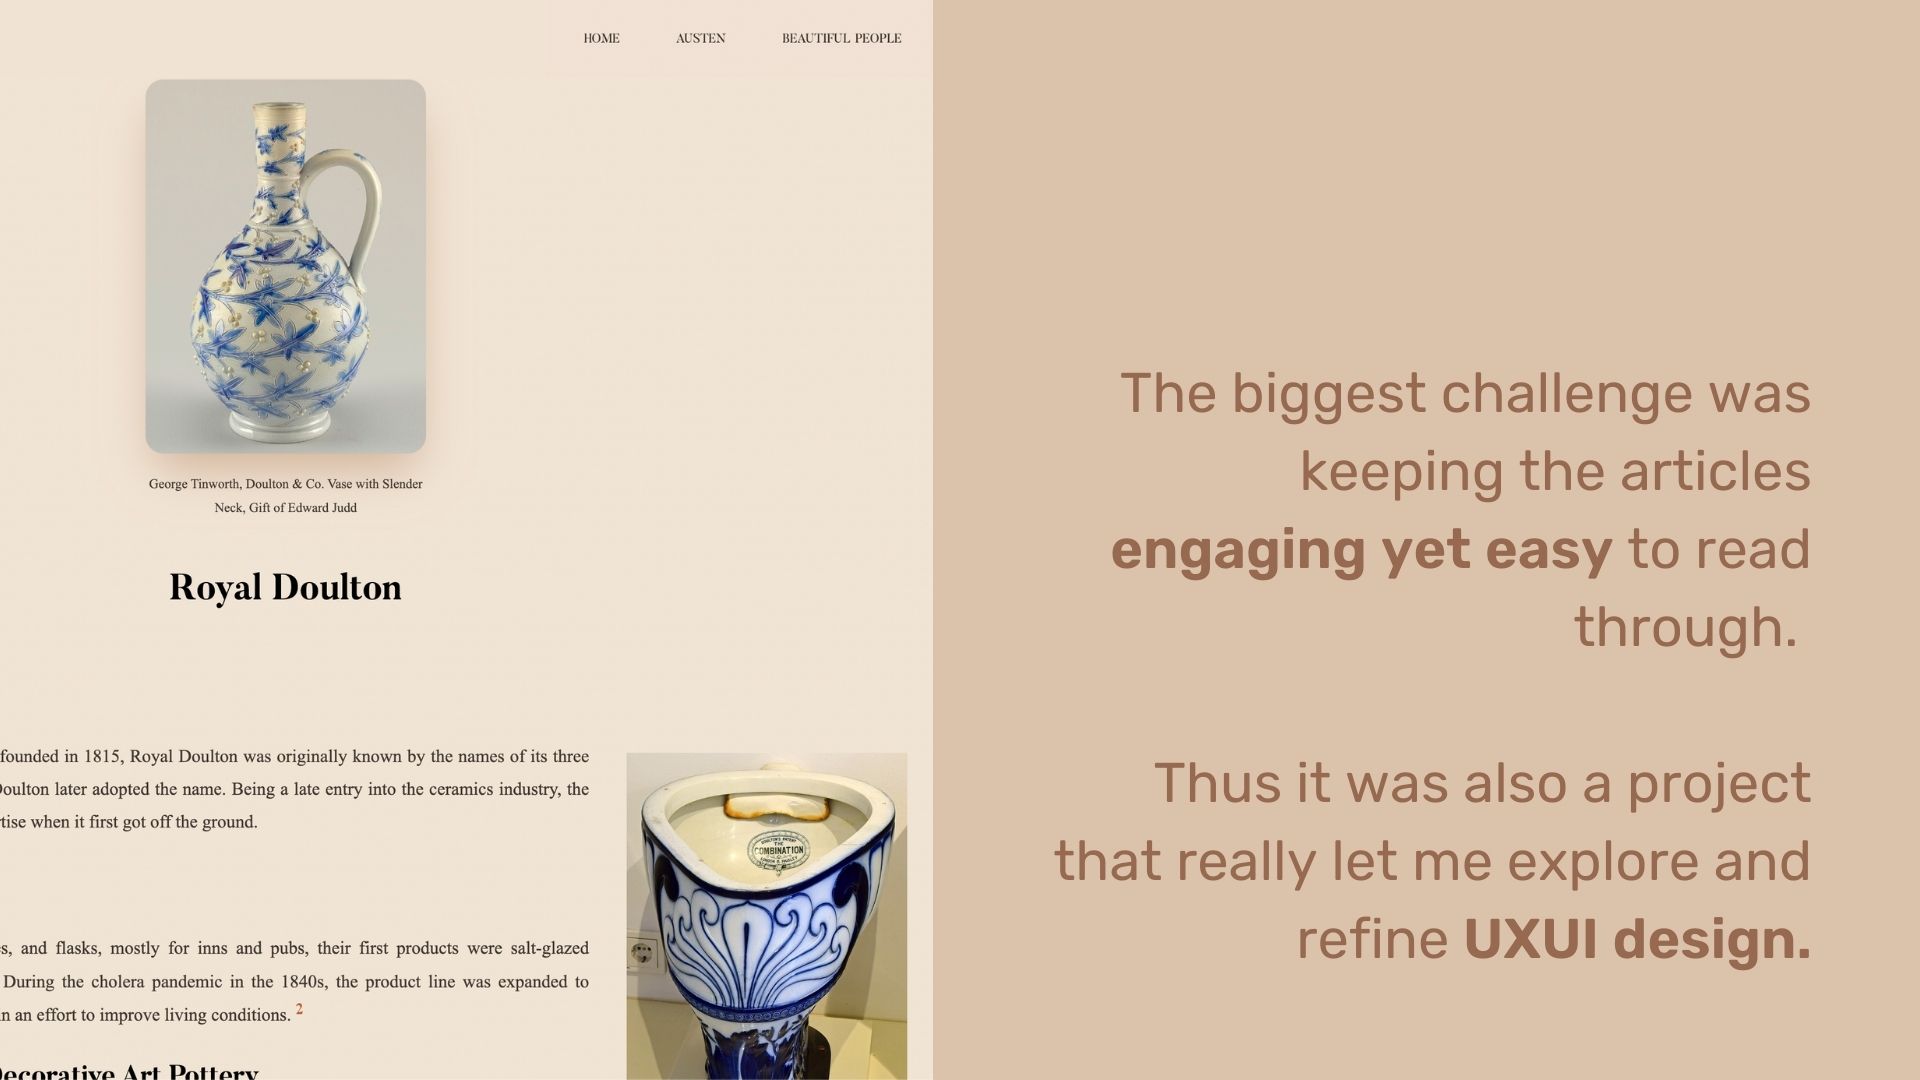 HOME AUSTEN BEAUTIFUL PEOPLE
George Tinworth, Doulton & Co. Vase with Slender
Neck, Gift of Edward Judd
Royal Doulton
founded in 1815, Royal Doulton was originally known by the names of its three
Doulton later adopted the name. Being a late entry into the ceramics industry, the
rtise when it first got off the ground.
THE
COMBINATION
es, and flasks, mostly for inns and pubs, their first products were salt-glazed
During the cholera pandemic in the 1840s, the product line was expanded to
in an effort to improve living conditions. 2
Decorative Art Pottery
The biggest challenge was
keeping the articles
engaging yet easy to read
through.
Thus it was also a project
that really let me explore and
refine UXUI design.